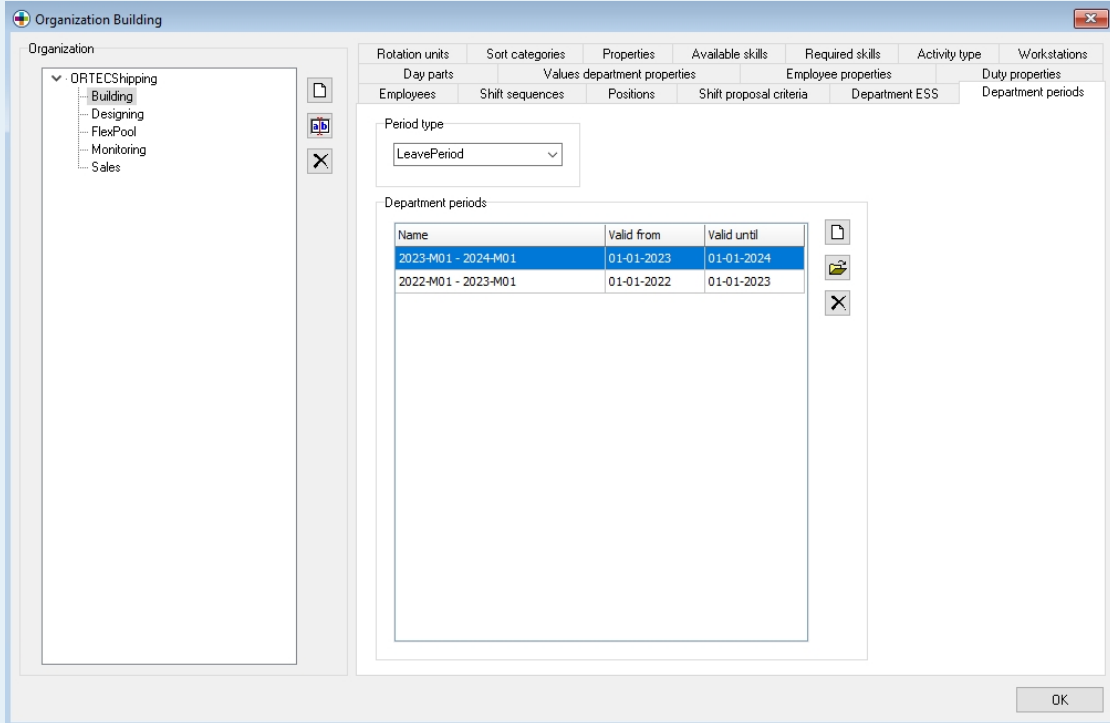 Organization Building
Organization
ORTECShipping
Building
Designing
FlexPool
Monitoring
Sales
Rotation units Sort categories Properties Available skills Required skills Activity type Workstations
Day parts Values department properties Employee properties Duty properties
Employees Shift sequences Positions Shift proposal criteria Department ESS Department periods
Period type
LeavePeriod
Department periods
Name Valid from Valid until
2023-M01 - 2024-M01 01-01-2023 01-01-2024
2022-M01 - 2023-M01 01-01-2022 01-01-2023
OK